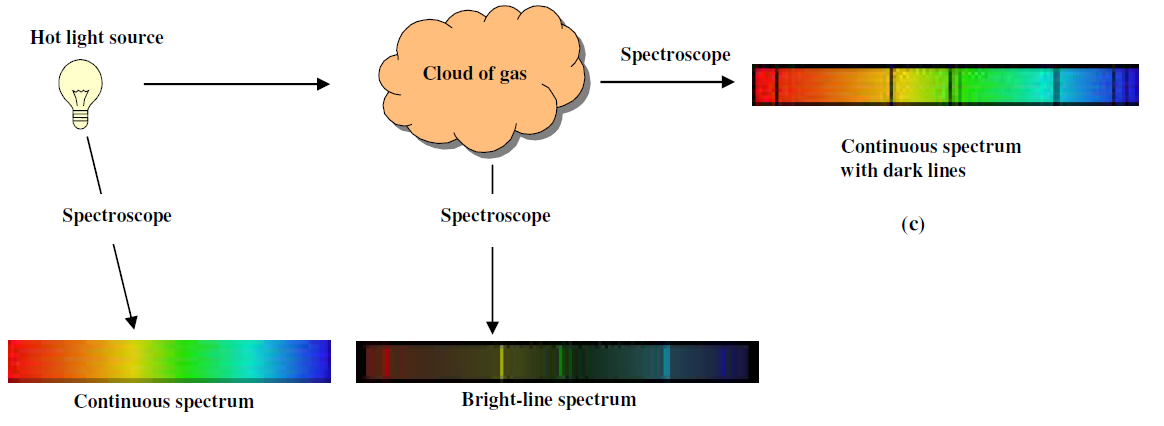 Hot light source
Cloud of gas
Spectroscope
Continuous spectrum
with dark lines
(c)
Spectroscope
Spectroscope
Continuous spectrum
Bright-line spectrum